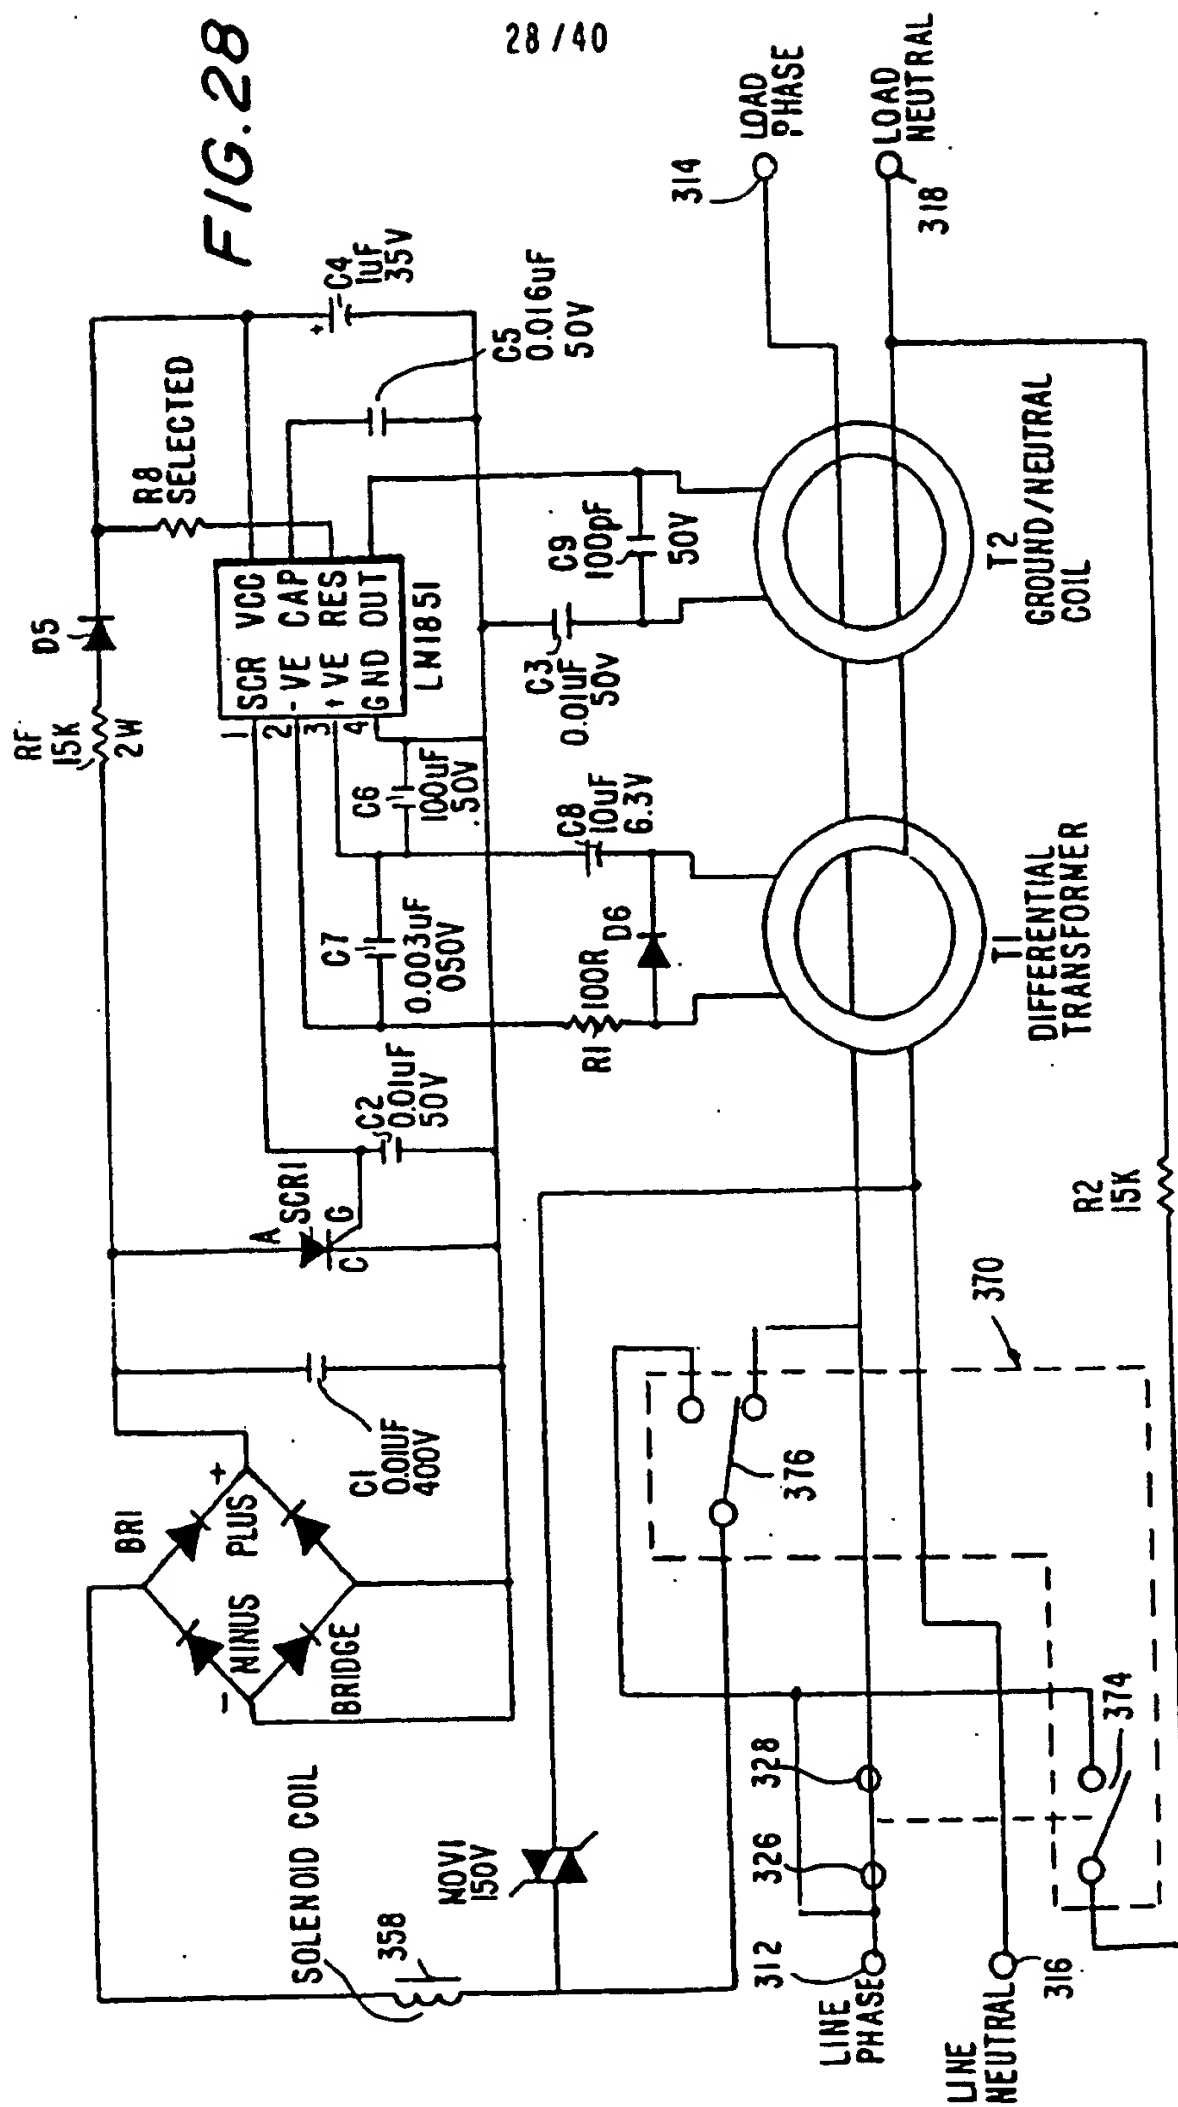 28/40
FIG.28
SOLENOID COIL
358
MOV1
150V
BR1
PLUS
MINUS
BRIDGE
+
-
C1
0.01UF
400V
A
SCR1
C
G
C2
0.01uF
50V
RF
15K
2W
D5
R8
SELECTED
1
2
3
4
SCR VCC
-VE CAP
+VE RES
GND OUT
LN1851
+
C4
1uF
35V
C5
0.016uF
50V
C6
100uF
.50V
C7
0.003uF
050V
C8
10uF
6.3V
R1
100R
D6
C3
0.01uF
50V
C9
100pF
50V
T1
DIFFERENTIAL
TRANSFORMER
T2
GROUND/NEUTRAL
COIL
314
LOAD
PHASE
318
LOAD
NEUTRAL
370
376
374
R2
15K
328
326
312
LINE
PHASE
316
LINE
NEUTRAL